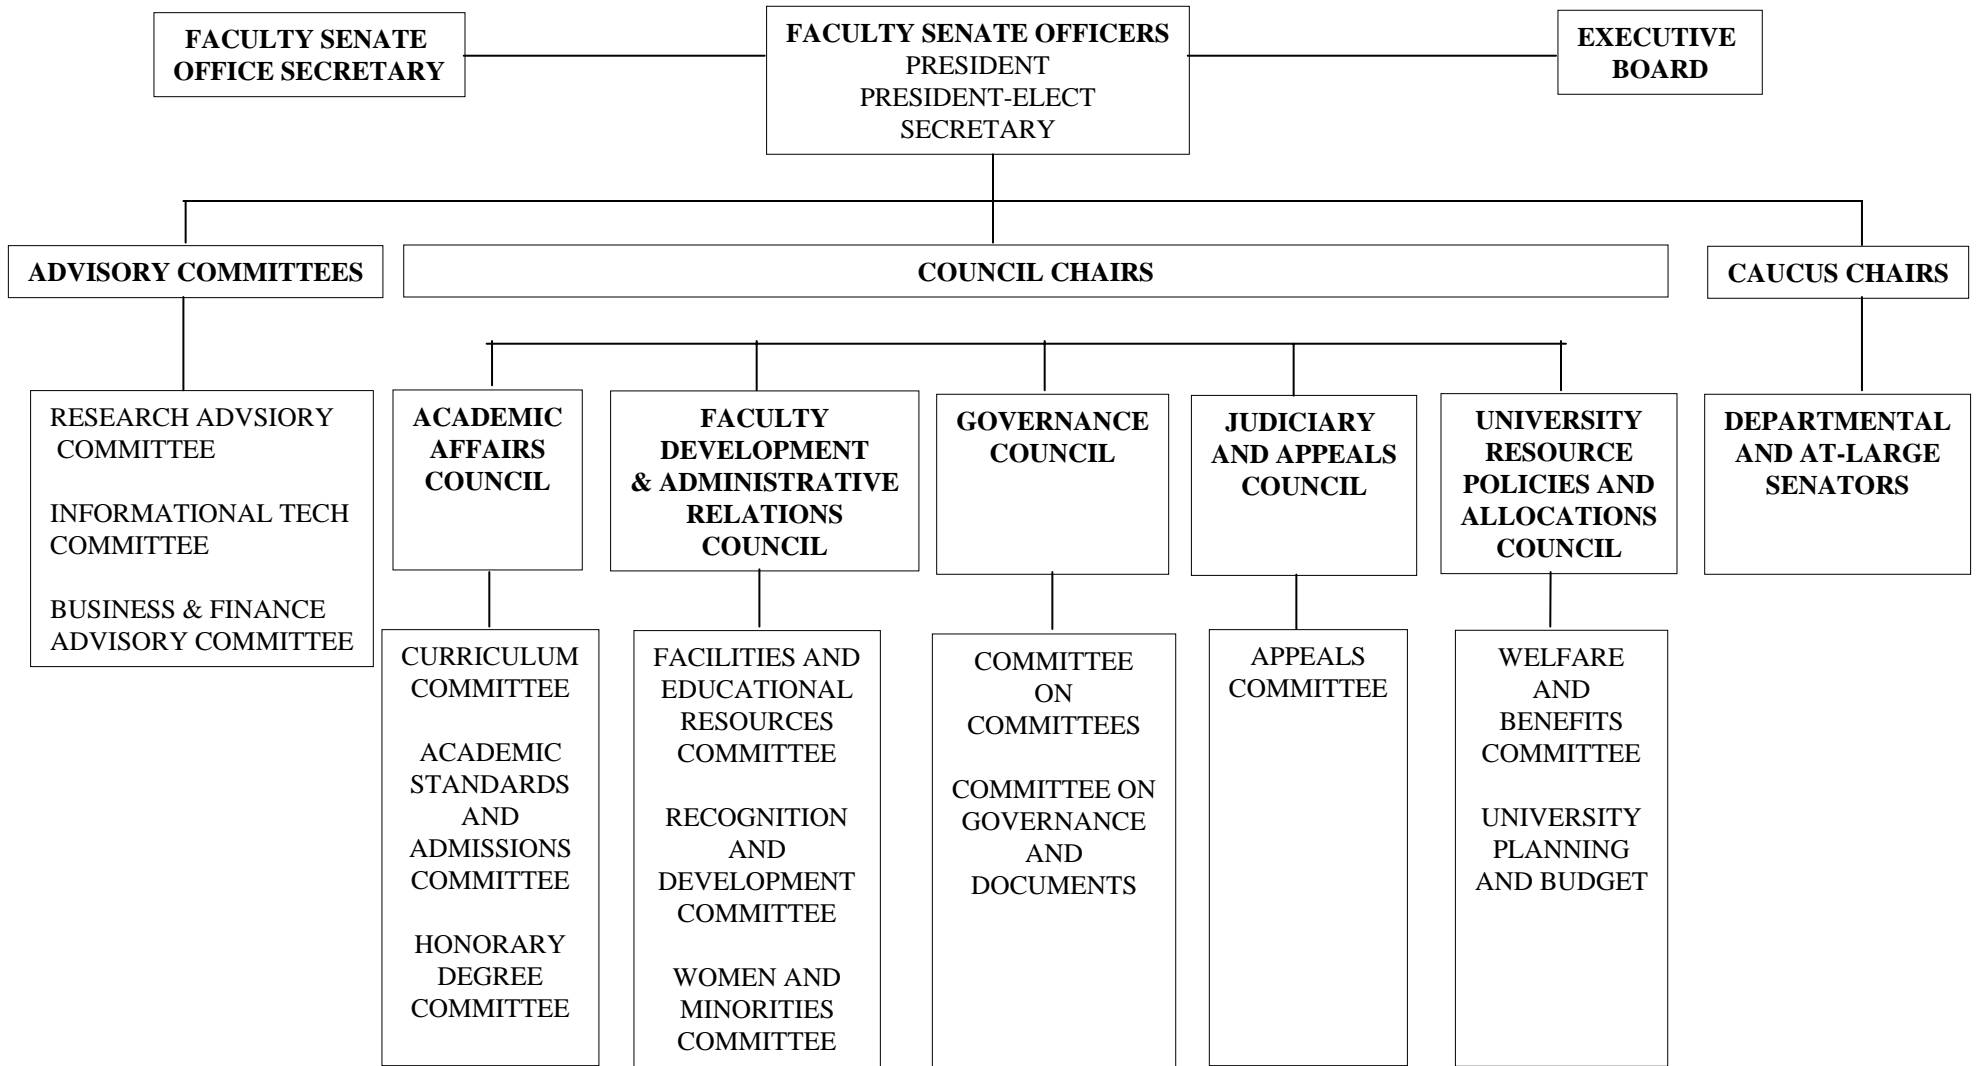 FACULTY SENATE
OFFICE SECRETARY
FACULTY SENATE OFFICERS
PRESIDENT
PRESIDENT-ELECT
SECRETARY
EXECUTIVE
BOARD
ADVISORY COMMITTEES
COUNCIL CHAIRS
CAUCUS CHAIRS
RESEARCH ADVSIORY
COMMITTEE
INFORMATIONAL TECH
COMMITTEE
BUSINESS & FINANCE
ADVISORY COMMITTEE
ACADEMIC
AFFAIRS
COUNCIL
FACULTY
DEVELOPMENT
& ADMINISTRATIVE
RELATIONS
COUNCIL
GOVERNANCE
COUNCIL
JUDICIARY
AND APPEALS
COUNCIL
UNIVERSITY
RESOURCE
POLICIES AND
ALLOCATIONS
COUNCIL
DEPARTMENTAL
AND AT-LARGE
SENATORS
CURRICULUM
COMMITTEE
ACADEMIC
STANDARDS
AND
ADMISSIONS
COMMITTEE
HONORARY
DEGREE
COMMITTEE
FACILITIES AND
EDUCATIONAL
RESOURCES
COMMITTEE
RECOGNITION
AND
DEVELOPMENT
COMMITTEE
WOMEN AND
MINORITIES
COMMITTEE
COMMITTEE
ON
COMMITTEES
COMMITTEE ON
GOVERNANCE
AND
DOCUMENTS
APPEALS
COMMITTEE
WELFARE
AND
BENEFITS
COMMITTEE
UNIVERSITY
PLANNING
AND BUDGET